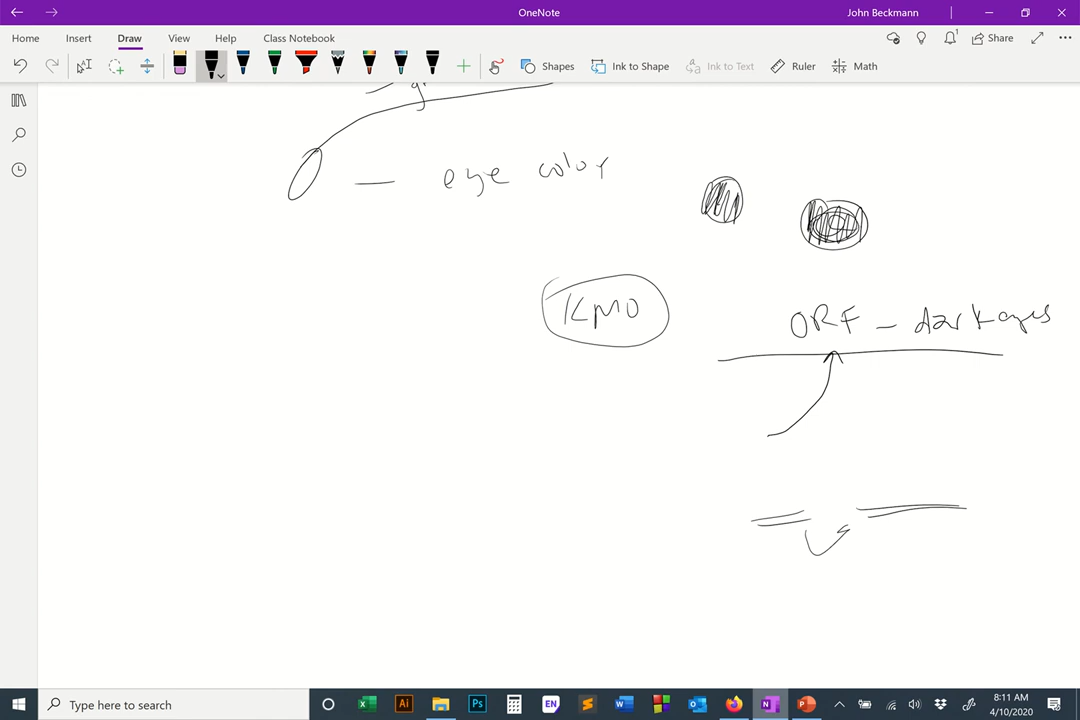 OneNote
John Beckmann
Home Insert Draw View Help Class Notebook
1 Share
Shapes Ink to Shape Ink to Text Ruler Math
— eye color
KMO
ORF - dark eyes
Type here to search
8:11 AM
4/10/2020